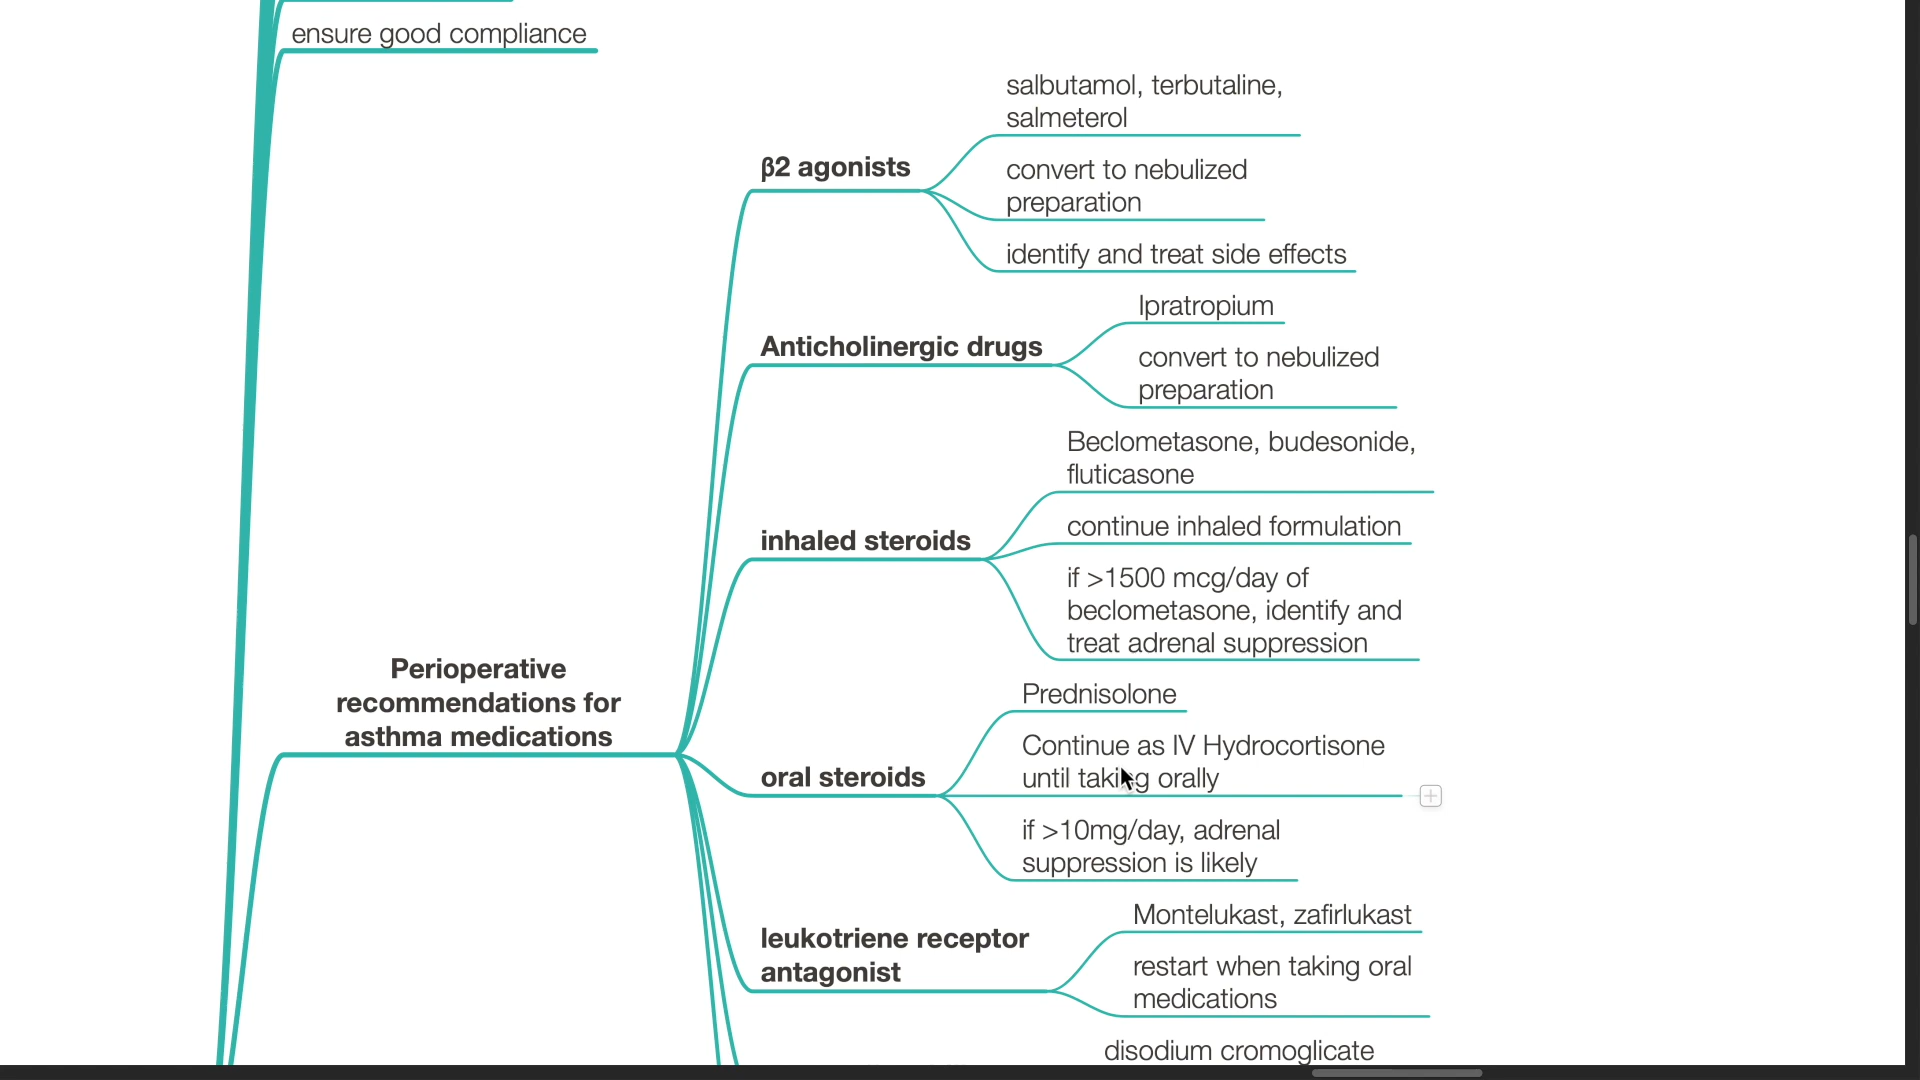 ensure good compliance
Perioperative
recommendations for
asthma medications
β2 agonists
salbutamol, terbutaline,
salmeterol
convert to nebulized
preparation
identify and treat side effects
Anticholinergic drugs
Ipratropium
convert to nebulized
preparation
inhaled steroids
Beclometasone, budesonide,
fluticasone
continue inhaled formulation
if >1500 mcg/day of
beclometasone, identify and
treat adrenal suppression
oral steroids
Prednisolone
Continue as IV Hydrocortisone
until taking orally
if >10mg/day, adrenal
suppression is likely
leukotriene receptor
antagonist
Montelukast, zafirlukast
restart when taking oral
medications
disodium cromoglicate